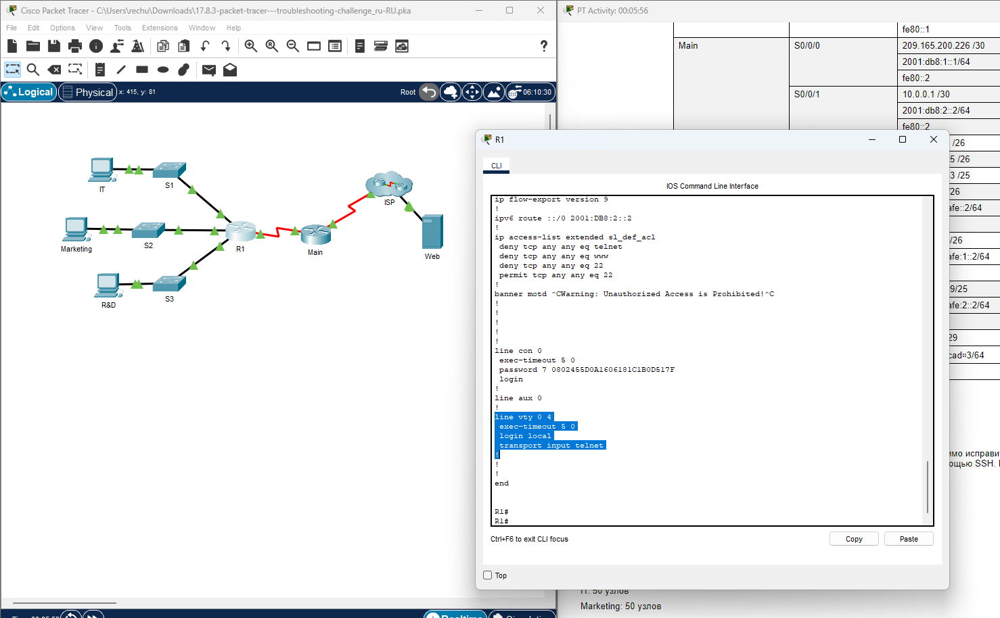 Cisco Packet Tracer - C:\Users\rechu\Downloads\17.8.3-packet-tracer---troubleshooting-challenge_ru-RU.pka
File Edit Options View Tools Extensions Window Help
Logical Physical x: 415, y: 81 Root 06:10:30
IT
S1
Marketing
S2
R&D
S3
R1
Main
ISP
Web
Realtime
PT Activity: 00:05:56
fe80::1
Main S0/0/0 209.165.200.226 /30
2001:db8:1::1/64
fe80::2
S0/0/1 10.0.0.1 /30
2001:db8:2::2/64
fe80::2
/26
5 /26
3 /25
26
afe::2/64
/26
afe:1::2/64
9/25
afe:2::2/64
29
cad::3/64
имо исправи
ощью SSH.
IT: 50 узлов
Marketing: 50 узлов
R1
CLI
IOS Command Line Interface
ip flow-export version 9
!
ipv6 route ::/0 2001:DB8:2::2
!
ip access-list extended sl_def_acl
deny tcp any any eq telnet
deny tcp any any eq www
deny tcp any any eq 22
permit tcp any any eq 22
!
banner motd ^CWarning: Unauthorized Access is Prohibited!^C
!
!
!
!
!
line con 0
exec-timeout 5 0
password 7 0802455D0A1606181C1B0D517F
login
!
line aux 0
!
line vty 0 4
exec-timeout 5 0
login local
transport input telnet
!
!
!
end
R1#
R1#
Ctrl+F6 to exit CLI focus
Copy
Paste
Top